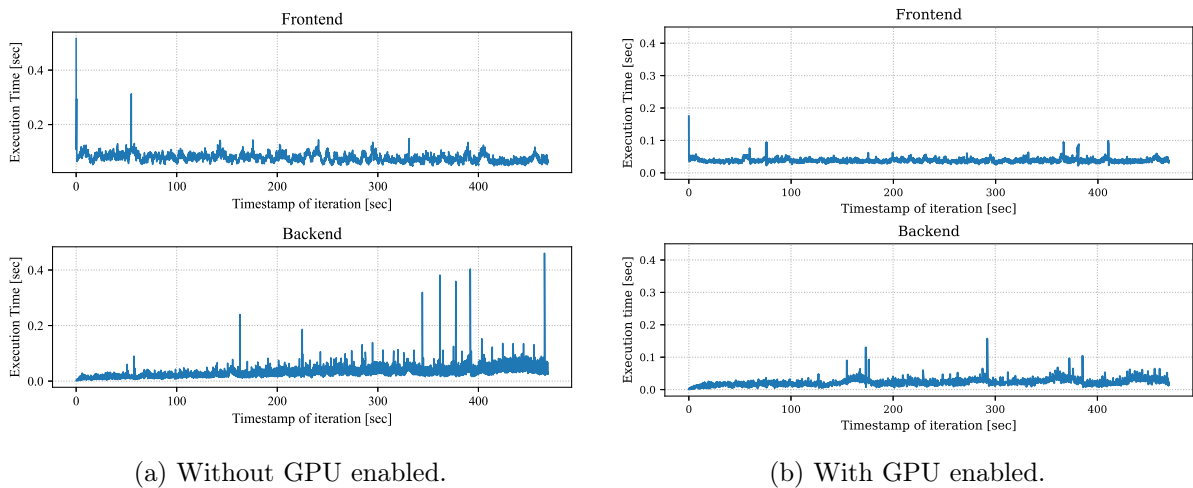 Frontend
Execution Time [sec]
0.4
0.2
0
100
200
300
400
Timestamp of iteration [sec]
Backend
Execution Time [sec]
0.4
0.2
0.0
0
100
200
300
400
Timestamp of iteration [sec]
(a) Without GPU enabled.
Frontend
Execution Time [sec]
0.4
0.3
0.2
0.1
0.0
0
100
200
300
400
Timestamp of iteration [sec]
Backend
Execution time [sec]
0.4
0.3
0.2
0.1
0.0
0
100
200
300
400
Timestamp of iteration [sec]
(b) With GPU enabled.